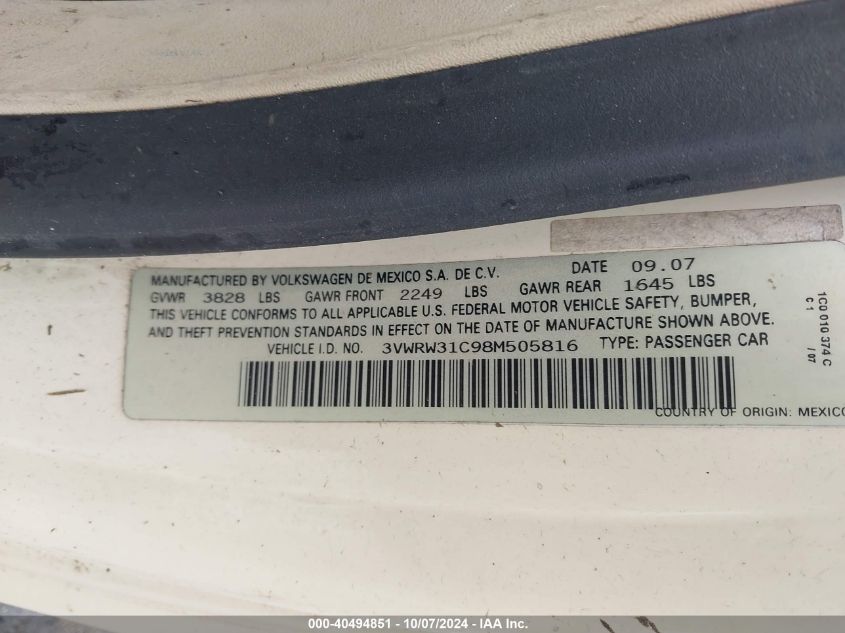 MANUFACTURED BY VOLKSWAGEN DE MEXICO S.A. DE C.V. DATE 09.07
GVWR 3828 LBS GAWR FRONT 2249 LBS GAWR REAR 1645 LBS
THIS VEHICLE CONFORMS TO ALL APPLICABLE U.S. FEDERAL MOTOR VEHICLE SAFETY, BUMPER,
AND THEFT PREVENTION STANDARDS IN EFFECT ON THE DATE OF MANUFACTURE SHOWN ABOVE.
VEHICLE I.D. NO. 3VWRW31C98M505816 TYPE: PASSENGER CAR
COUNTRY OF ORIGIN: MEXICO
1C0 010 374 C
C1 /07
000-40494851 - 10/07/2024 - IAA Inc.